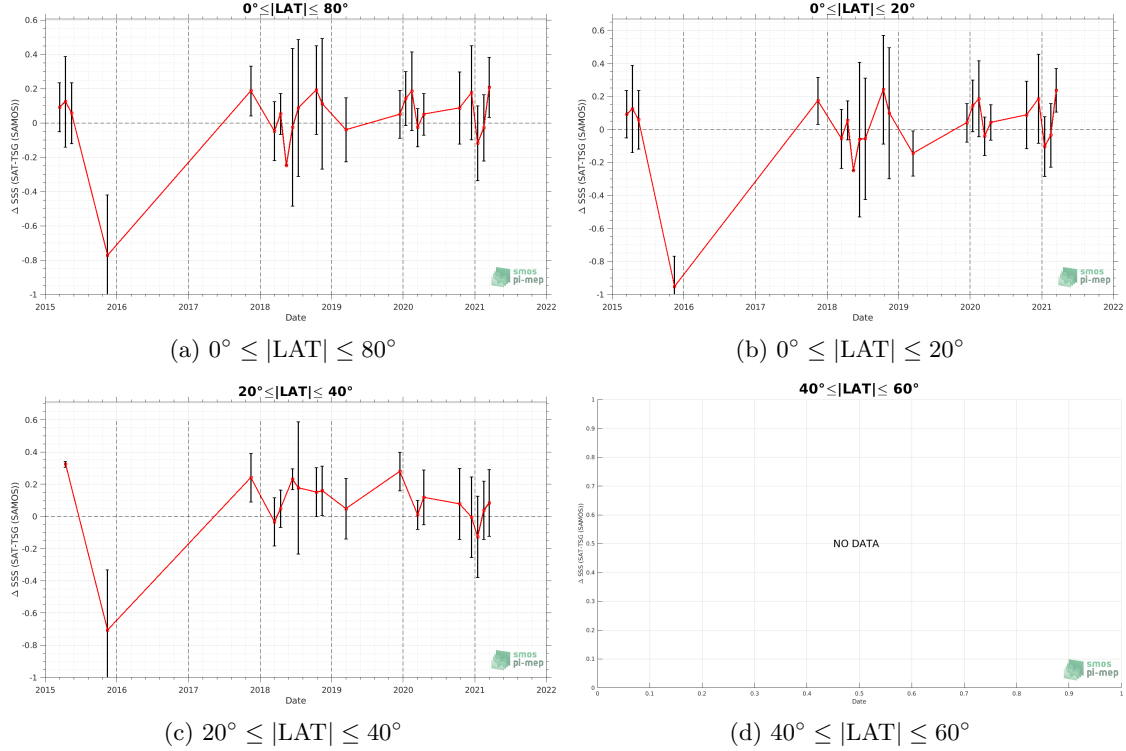 0°≤|LAT|≤ 80°
Δ SSS (SAT-TSG (SAMOS))
0.6
0.4
0.2
0
-0.2
-0.4
-0.6
-0.8
-1
2015 2016 2017 2018 2019 2020 2021 2022
Date
smos
pi-mep
(a) 0° ≤ |LAT| ≤ 80°
0°≤|LAT|≤ 20°
Δ SSS (SAT-TSG (SAMOS))
0.6
0.4
0.2
0
-0.2
-0.4
-0.6
-0.8
-1
2015 2016 2017 2018 2019 2020 2021 2022
Date
smos
pi-mep
(b) 0° ≤ |LAT| ≤ 20°
20°≤|LAT|≤ 40°
Δ SSS (SAT-TSG (SAMOS))
0.6
0.4
0.2
0
-0.2
-0.4
-0.6
-0.8
-1
2015 2016 2017 2018 2019 2020 2021 2022
Date
smos
pi-mep
(c) 20° ≤ |LAT| ≤ 40°
40°≤|LAT|≤ 60°
Δ SSS (SAT-TSG (SAMOS))
1
0.9
0.8
0.7
0.6
0.5
0.4
0.3
0.2
0.1
0
NO DATA
0 0.1 0.2 0.3 0.4 0.5 0.6 0.7 0.8 0.9 1
Date
smos
pi-mep
(d) 40° ≤ |LAT| ≤ 60°